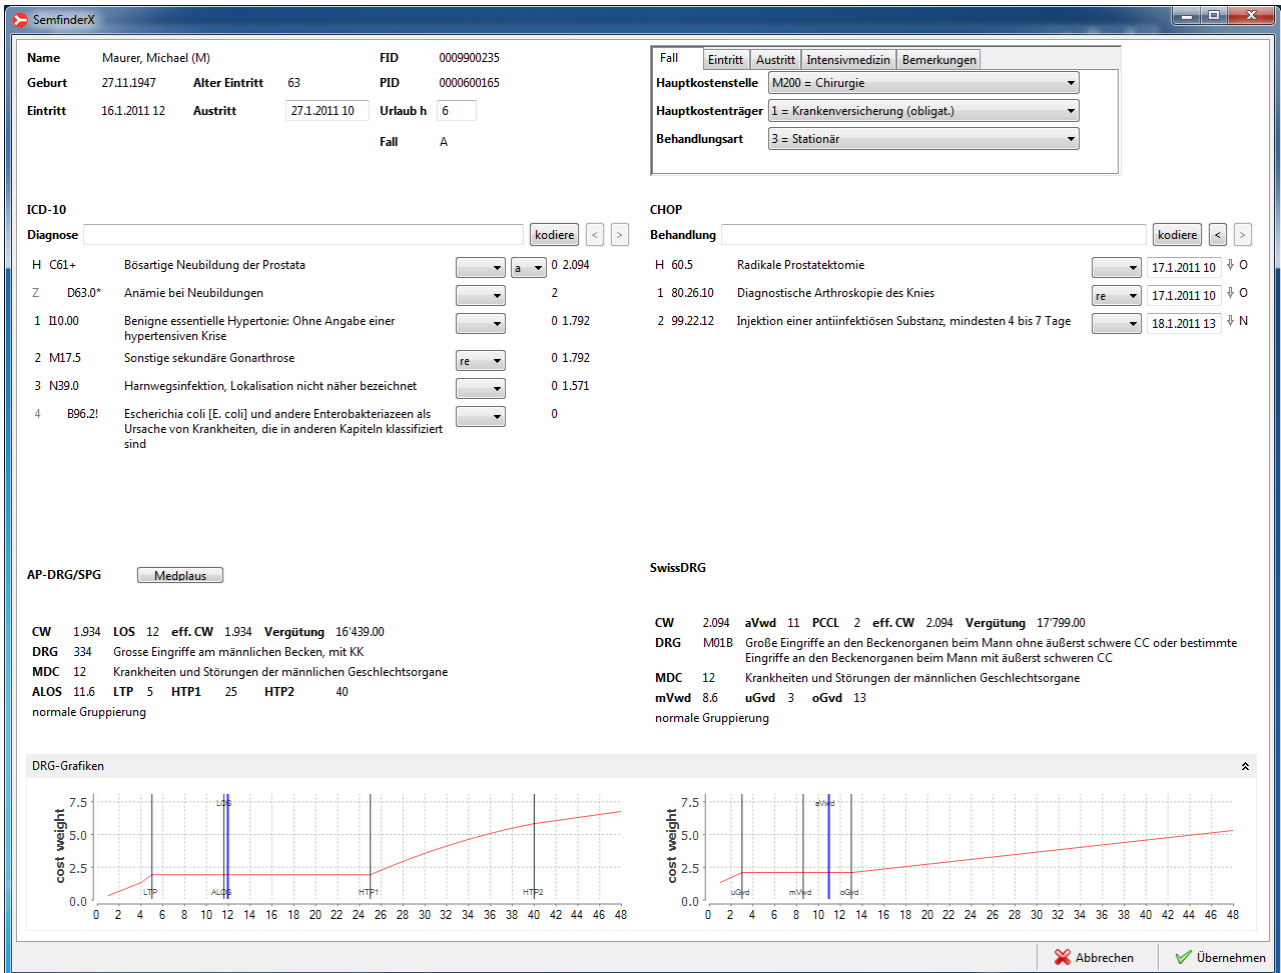 SemfinderX
Name Maurer, Michael (M) FID 0009900235
Geburt 27.11.1947 Alter Eintritt 63 PID 0000600165
Eintritt 16.1.2011 12 Austritt 27.1.2011 10 Urlaub h 6
Fall A
Fall Eintritt Austritt Intensivmedizin Bemerkungen
Hauptkostenstelle M200 = Chirurgie
Hauptkostenträger 1 = Krankenversicherung (obligat.)
Behandlungsart 3 = Stationär
ICD-10
Diagnose kodiere < >
H C61+ Bösartige Neubildung der Prostata a 0 2.094
Z D63.0* Anämie bei Neubildungen 2
1 I10.00 Benigne essentielle Hypertonie: Ohne Angabe einer 0 1.792
hypertensiven Krise
2 M17.5 Sonstige sekundäre Gonarthrose re 0 1.792
3 N39.0 Harnwegsinfektion, Lokalisation nicht näher bezeichnet 0 1.571
4 B96.2! Escherichia coli [E. coli] und andere Enterobakteriazeen als 0
Ursache von Krankheiten, die in anderen Kapiteln klassifiziert
sind
CHOP
Behandlung kodiere < >
H 60.5 Radikale Prostatektomie 17.1.2011 10 O
1 80.26.10 Diagnostische Arthroskopie des Knies re 17.1.2011 10 O
2 99.22.12 Injektion einer antiinfektiösen Substanz, mindesten 4 bis 7 Tage 18.1.2011 13 N
AP-DRG/SPG Medplaus
CW 1.934 LOS 12 eff. CW 1.934 Vergütung 16'439.00
DRG 334 Grosse Eingriffe am männlichen Becken, mit KK
MDC 12 Krankheiten und Störungen der männlichen Geschlechtsorgane
ALOS 11.6 LTP 5 HTP1 25 HTP2 40
normale Gruppierung
SwissDRG
CW 2.094 aVwd 11 PCCL 2 eff. CW 2.094 Vergütung 17'799.00
DRG M01B Große Eingriffe an den Beckenorganen beim Mann ohne äußerst schwere CC oder bestimmte
Eingriffe an den Beckenorganen beim Mann mit äußerst schweren CC
MDC 12 Krankheiten und Störungen der männlichen Geschlechtsorgane
mVwd 8.6 uGvd 3 oGvd 13
normale Gruppierung
DRG-Grafiken
cost weight
7.5
5.0
2.5
0.0
LOS
LTP ALOS HTP1 HTP2
0 2 4 6 8 10 12 14 16 18 20 22 24 26 28 30 32 34 36 38 40 42 44 46 48
cost weight
7.5
5.0
2.5
0.0
aVwd
uGvd mVwd oGvd
0 2 4 6 8 10 12 14 16 18 20 22 24 26 28 30 32 34 36 38 40 42 44 46 48
Abbrechen Übernehmen